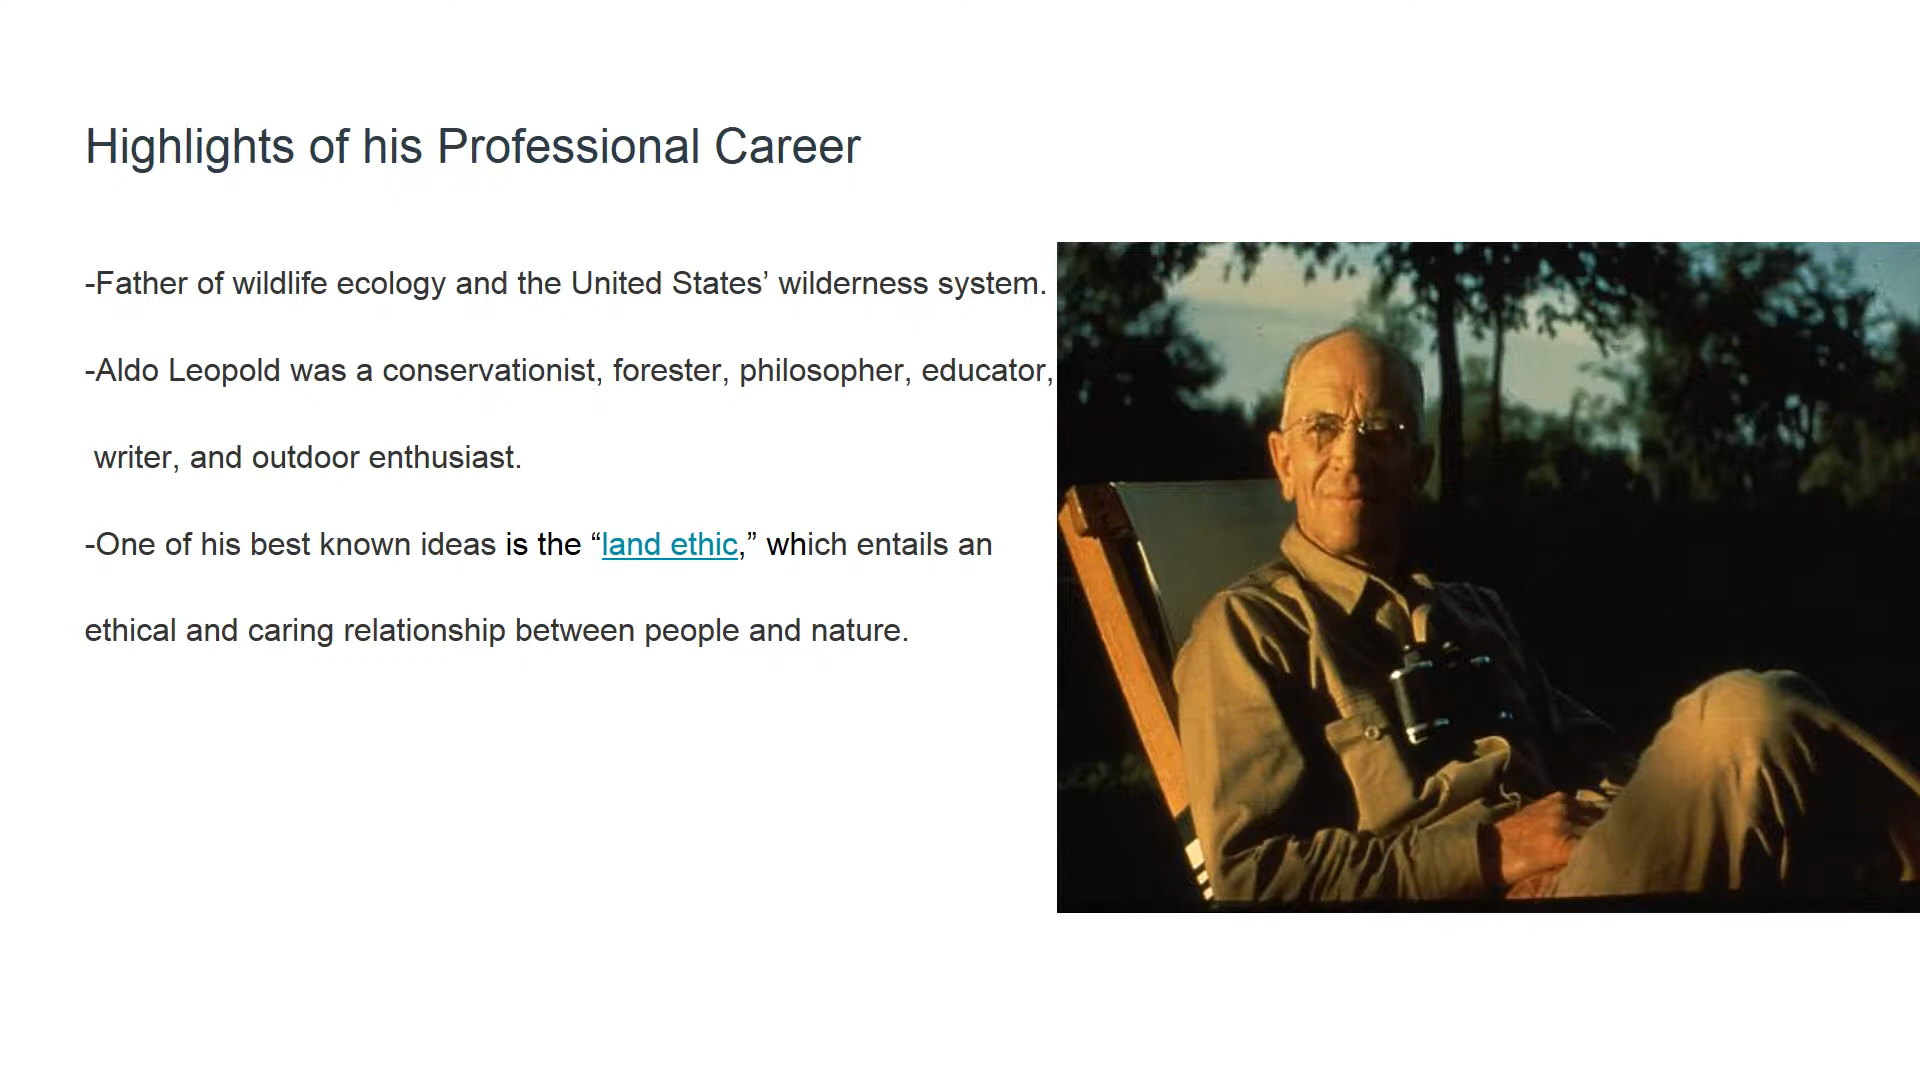 Highlights of his Professional Career
-Father of wildlife ecology and the United States’ wilderness system.
-Aldo Leopold was a conservationist, forester, philosopher, educator,
writer, and outdoor enthusiast.
-One of his best known ideas is the “land ethic,” which entails an
ethical and caring relationship between people and nature.